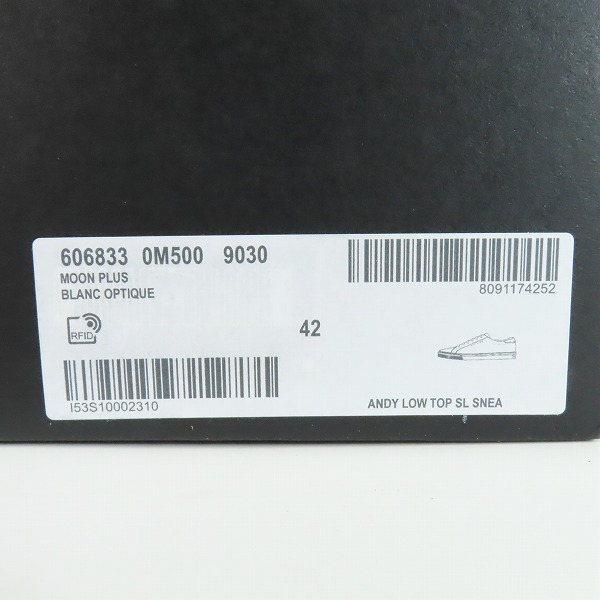 606833 0M500 9030
MOON PLUS
BLANC OPTIQUE
8091174252
RFID
42
I53S10002310
ANDY LOW TOP SL SNEA